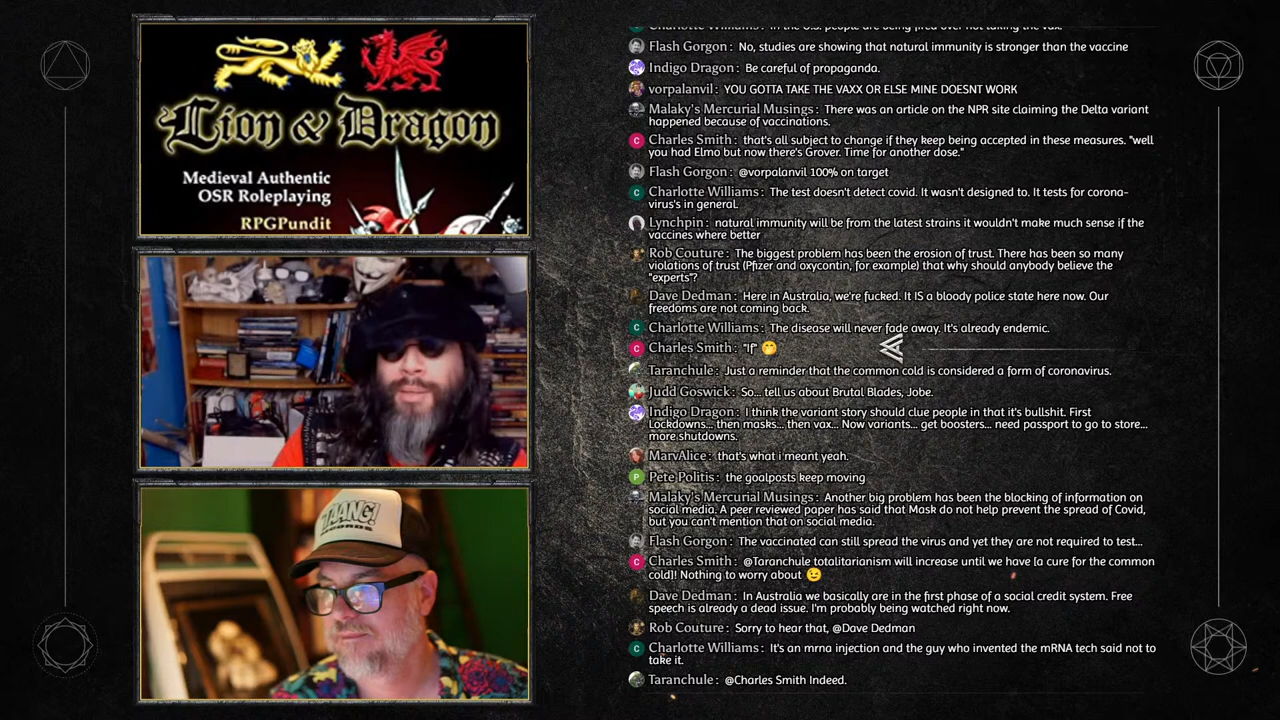 Lion & Dragon
Medieval Authentic
OSR Roleplaying
RPGPundit
TAANG!
RECORDS
Charlotte Williams : In the U.S. people are being fired over not taking the vax.
Flash Gorgon : No, studies are showing that natural immunity is stronger than the vaccine
Indigo Dragon : Be careful of propaganda.
vorpalanvil : YOU GOTTA TAKE THE VAXX OR ELSE MINE DOESNT WORK
Malaky's Mercurial Musings : There was an article on the NPR site claiming the Delta variant
happened because of vaccinations.
C Charles Smith : that's all subject to change if they keep being accepted in these measures. "well
you had Elmo but now there's Grover. Time for another dose."
Flash Gorgon : @vorpalanvil 100% on target
C Charlotte Williams : The test doesn't detect covid. It wasn't designed to. It tests for corona-
virus's in general.
Lynchpin : natural immunity will be from the latest strains it wouldn't make much sense if the
vaccines where better
Rob Couture : The biggest problem has been the erosion of trust. There has been so many
violations of trust (Pfzer and oxycontin, for example) that why should anybody believe the
"experts"?
Dave Dedman : Here in Australia, we're fucked. It IS a bloody police state here now. Our
freedoms are not coming back.
C Charlotte Williams : The disease will never fade away. It's already endemic.
C Charles Smith : "If" 🤭
Taranchule : Just a reminder that the common cold is considered a form of coronavirus.
Judd Goswick : So... tell us about Brutal Blades, Jobe.
Indigo Dragon : I think the variant story should clue people in that it's bullshit. First
Lockdowns... then masks... then vax... Now variants... get boosters... need passport to go to store...
more shutdowns.
MarvAlice : that's what i meant yeah.
P Pete Politis : the goalposts keep moving
Malaky's Mercurial Musings : Another big problem has been the blocking of information on
social media. A peer reviewed paper has said that Mask do not help prevent the spread of Covid,
but you can't mention that on social media.
Flash Gorgon : The vaccinated can still spread the virus and yet they are not required to test...
C Charles Smith : @Taranchule totalitarianism will increase until we have [a cure for the common
cold]! Nothing to worry about 😉
Dave Dedman : In Australia we basically are in the first phase of a social credit system. Free
speech is already a dead issue. I'm probably being watched right now.
Rob Couture : Sorry to hear that, @Dave Dedman
C Charlotte Williams : It's an mrna injection and the guy who invented the mRNA tech said not to
take it.
Taranchule : @Charles Smith Indeed.